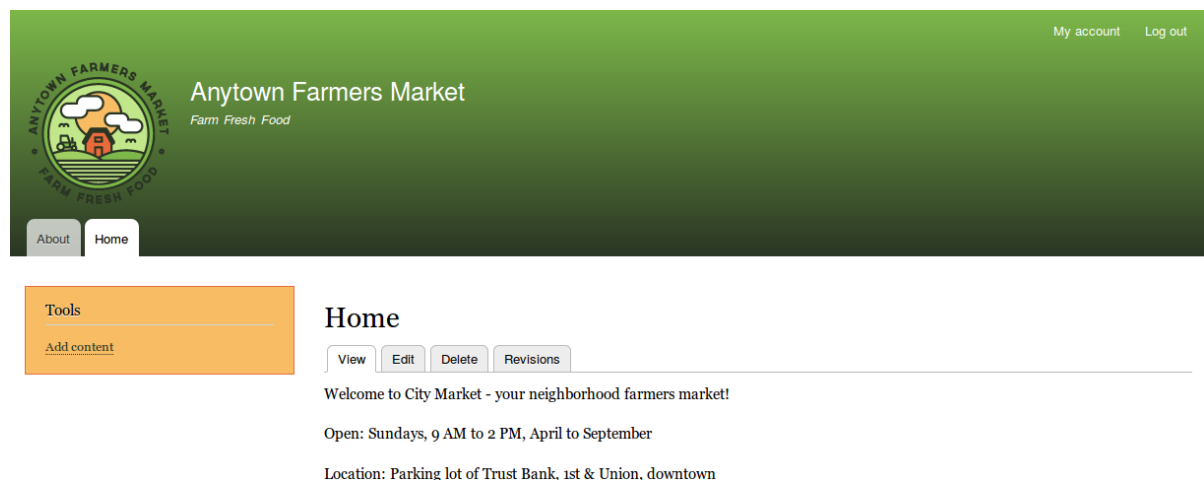 My account Log out
ANYTOWN FARMERS MARKET
FARM FRESH FOOD
Anytown Farmers Market
Farm Fresh Food
About Home
Tools
Add content
Home
View Edit Delete Revisions
Welcome to City Market - your neighborhood farmers market!
Open: Sundays, 9 AM to 2 PM, April to September
Location: Parking lot of Trust Bank, 1st & Union, downtown